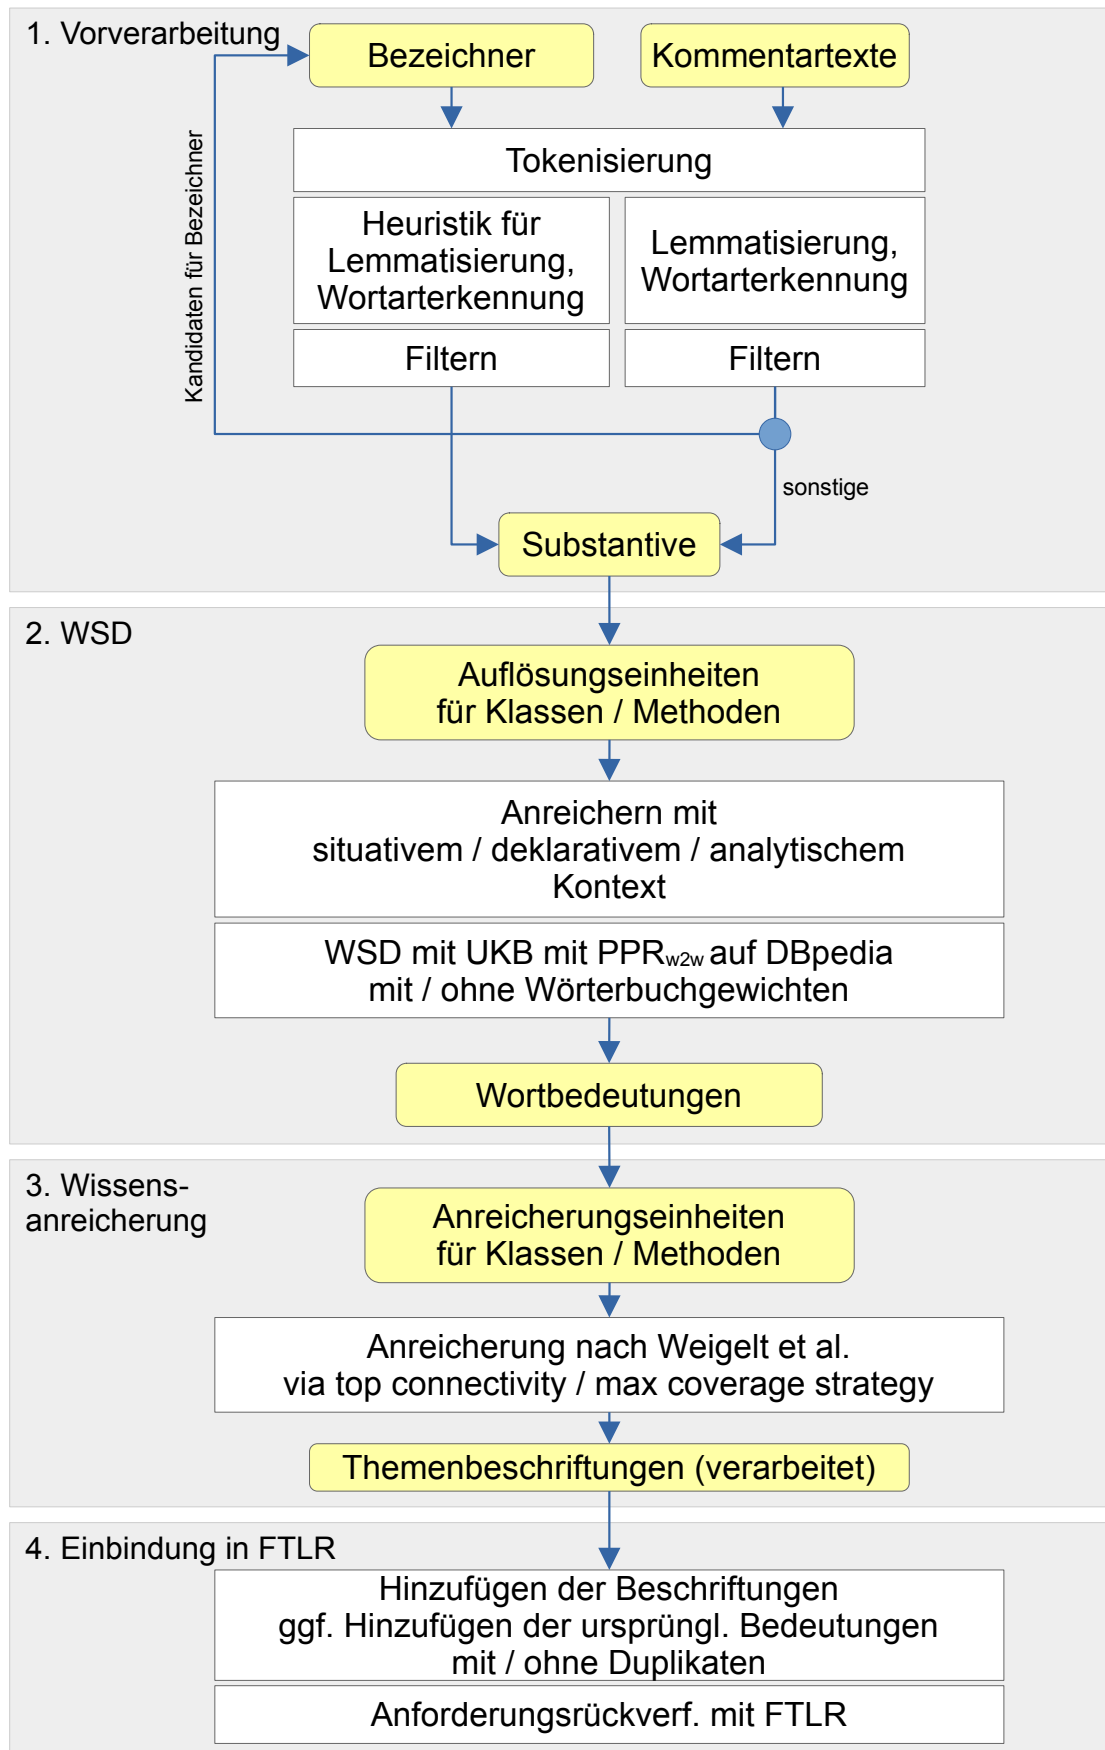 1. Vorverarbeitung
Bezeichner
Kommentartexte
Kandidaten für Bezeichner
Tokenisierung
Heuristik für
Lemmatisierung,
Wortarterkennung
Lemmatisierung,
Wortarterkennung
Filtern
Filtern
sonstige
Substantive
2. WSD
Auflösungseinheiten
für Klassen / Methoden
Anreichern mit
situativem / deklarativem / analytischem
Kontext
WSD mit UKB mit PPRw2w auf DBpedia
mit / ohne Wörterbuchgewichten
Wortbedeutungen
3. Wissens-
anreicherung
Anreicherungseinheiten
für Klassen / Methoden
Anreicherung nach Weigelt et al.
via top connectivity / max coverage strategy
Themenbeschriftungen (verarbeitet)
4. Einbindung in FTLR
Hinzufügen der Beschriftungen
ggf. Hinzufügen der ursprüngl. Bedeutungen
mit / ohne Duplikaten
Anforderungsrückverf. mit FTLR